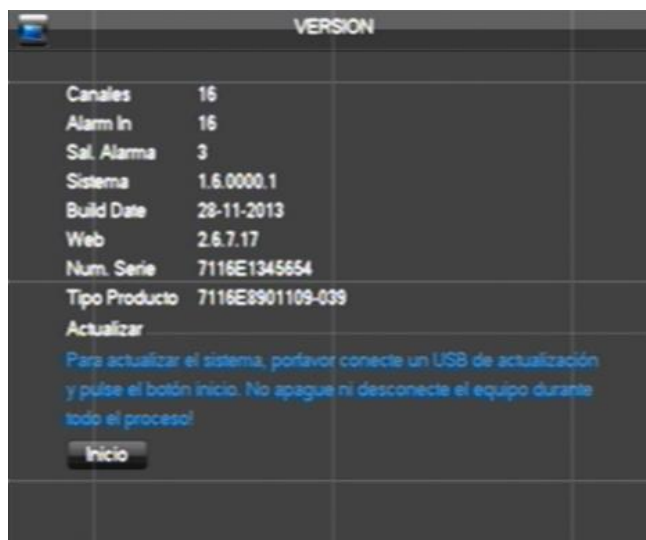 VERSION
Canales 16
Alarm In 16
Sal. Alarma 3
Sistema 1.6.0000.1
Build Date 28-11-2013
Web 2.6.7.17
Num. Serie 7116E1345654
Tipo Producto 7116E8901109-039
Actualizar
Para actualizar el sistema, porfavor conecte un USB de actualización
y pulse el botón inicio. No apague ni desconecte el equipo durante
todo el proceso!
Inicio